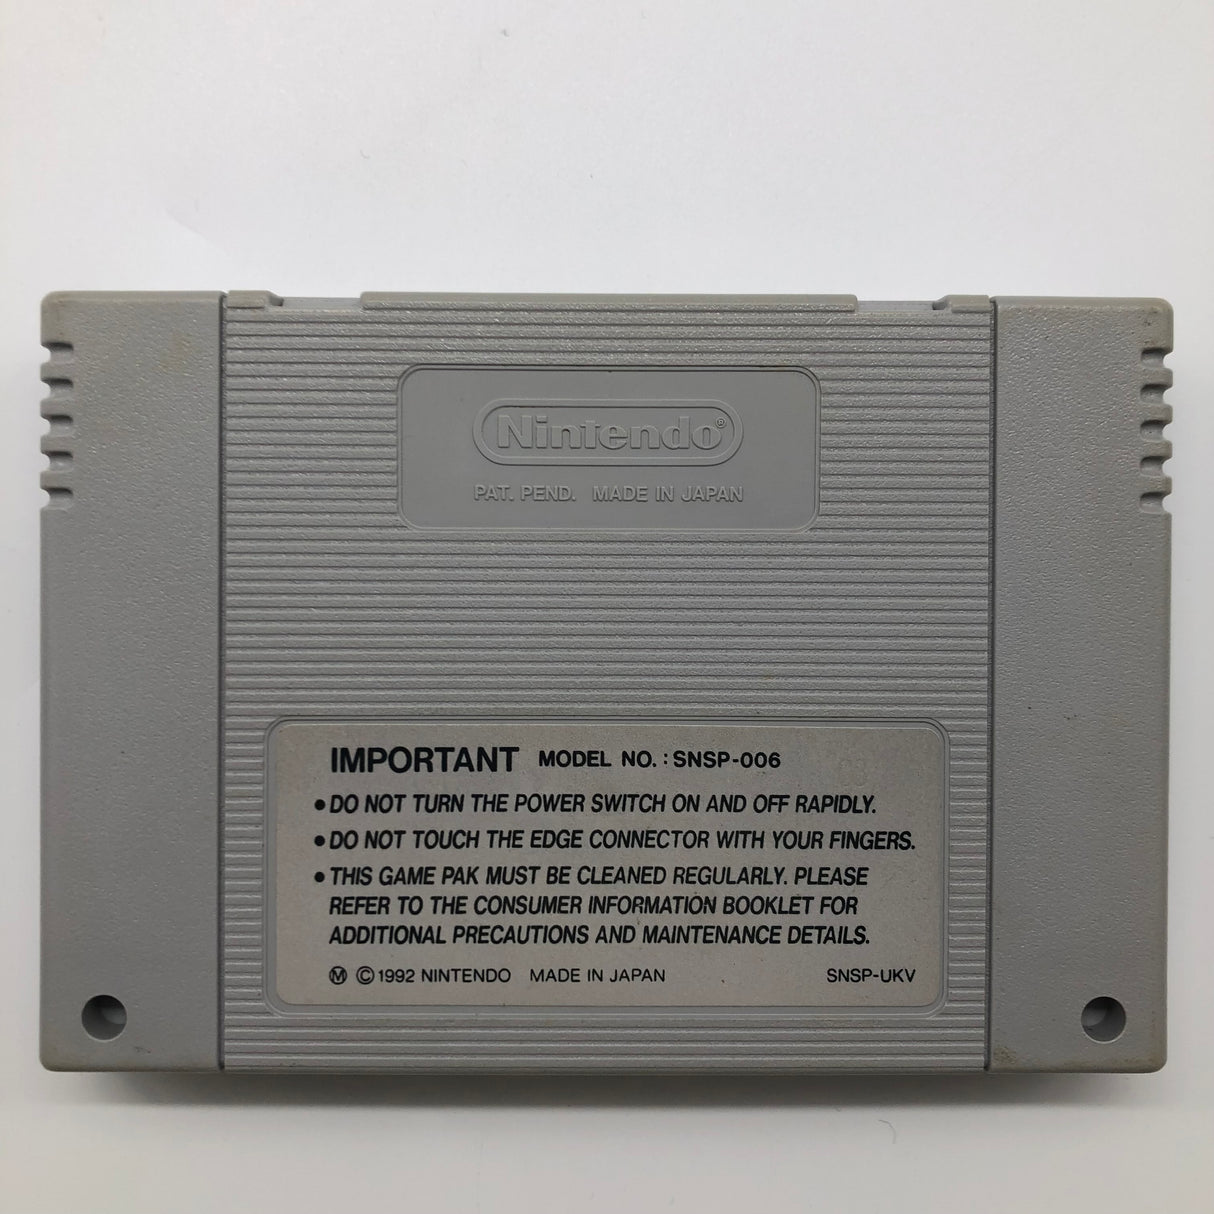 Nintendo®
PAT. PEND. MADE IN JAPAN
IMPORTANT MODEL NO.: SNSP-006
• DO NOT TURN THE POWER SWITCH ON AND OFF RAPIDLY.
• DO NOT TOUCH THE EDGE CONNECTOR WITH YOUR FINGERS.
• THIS GAME PAK MUST BE CLEANED REGULARLY. PLEASE
REFER TO THE CONSUMER INFORMATION BOOKLET FOR
ADDITIONAL PRECAUTIONS AND MAINTENANCE DETAILS.
Ⓜ © 1992 NINTENDO MADE IN JAPAN SNSP-UKV